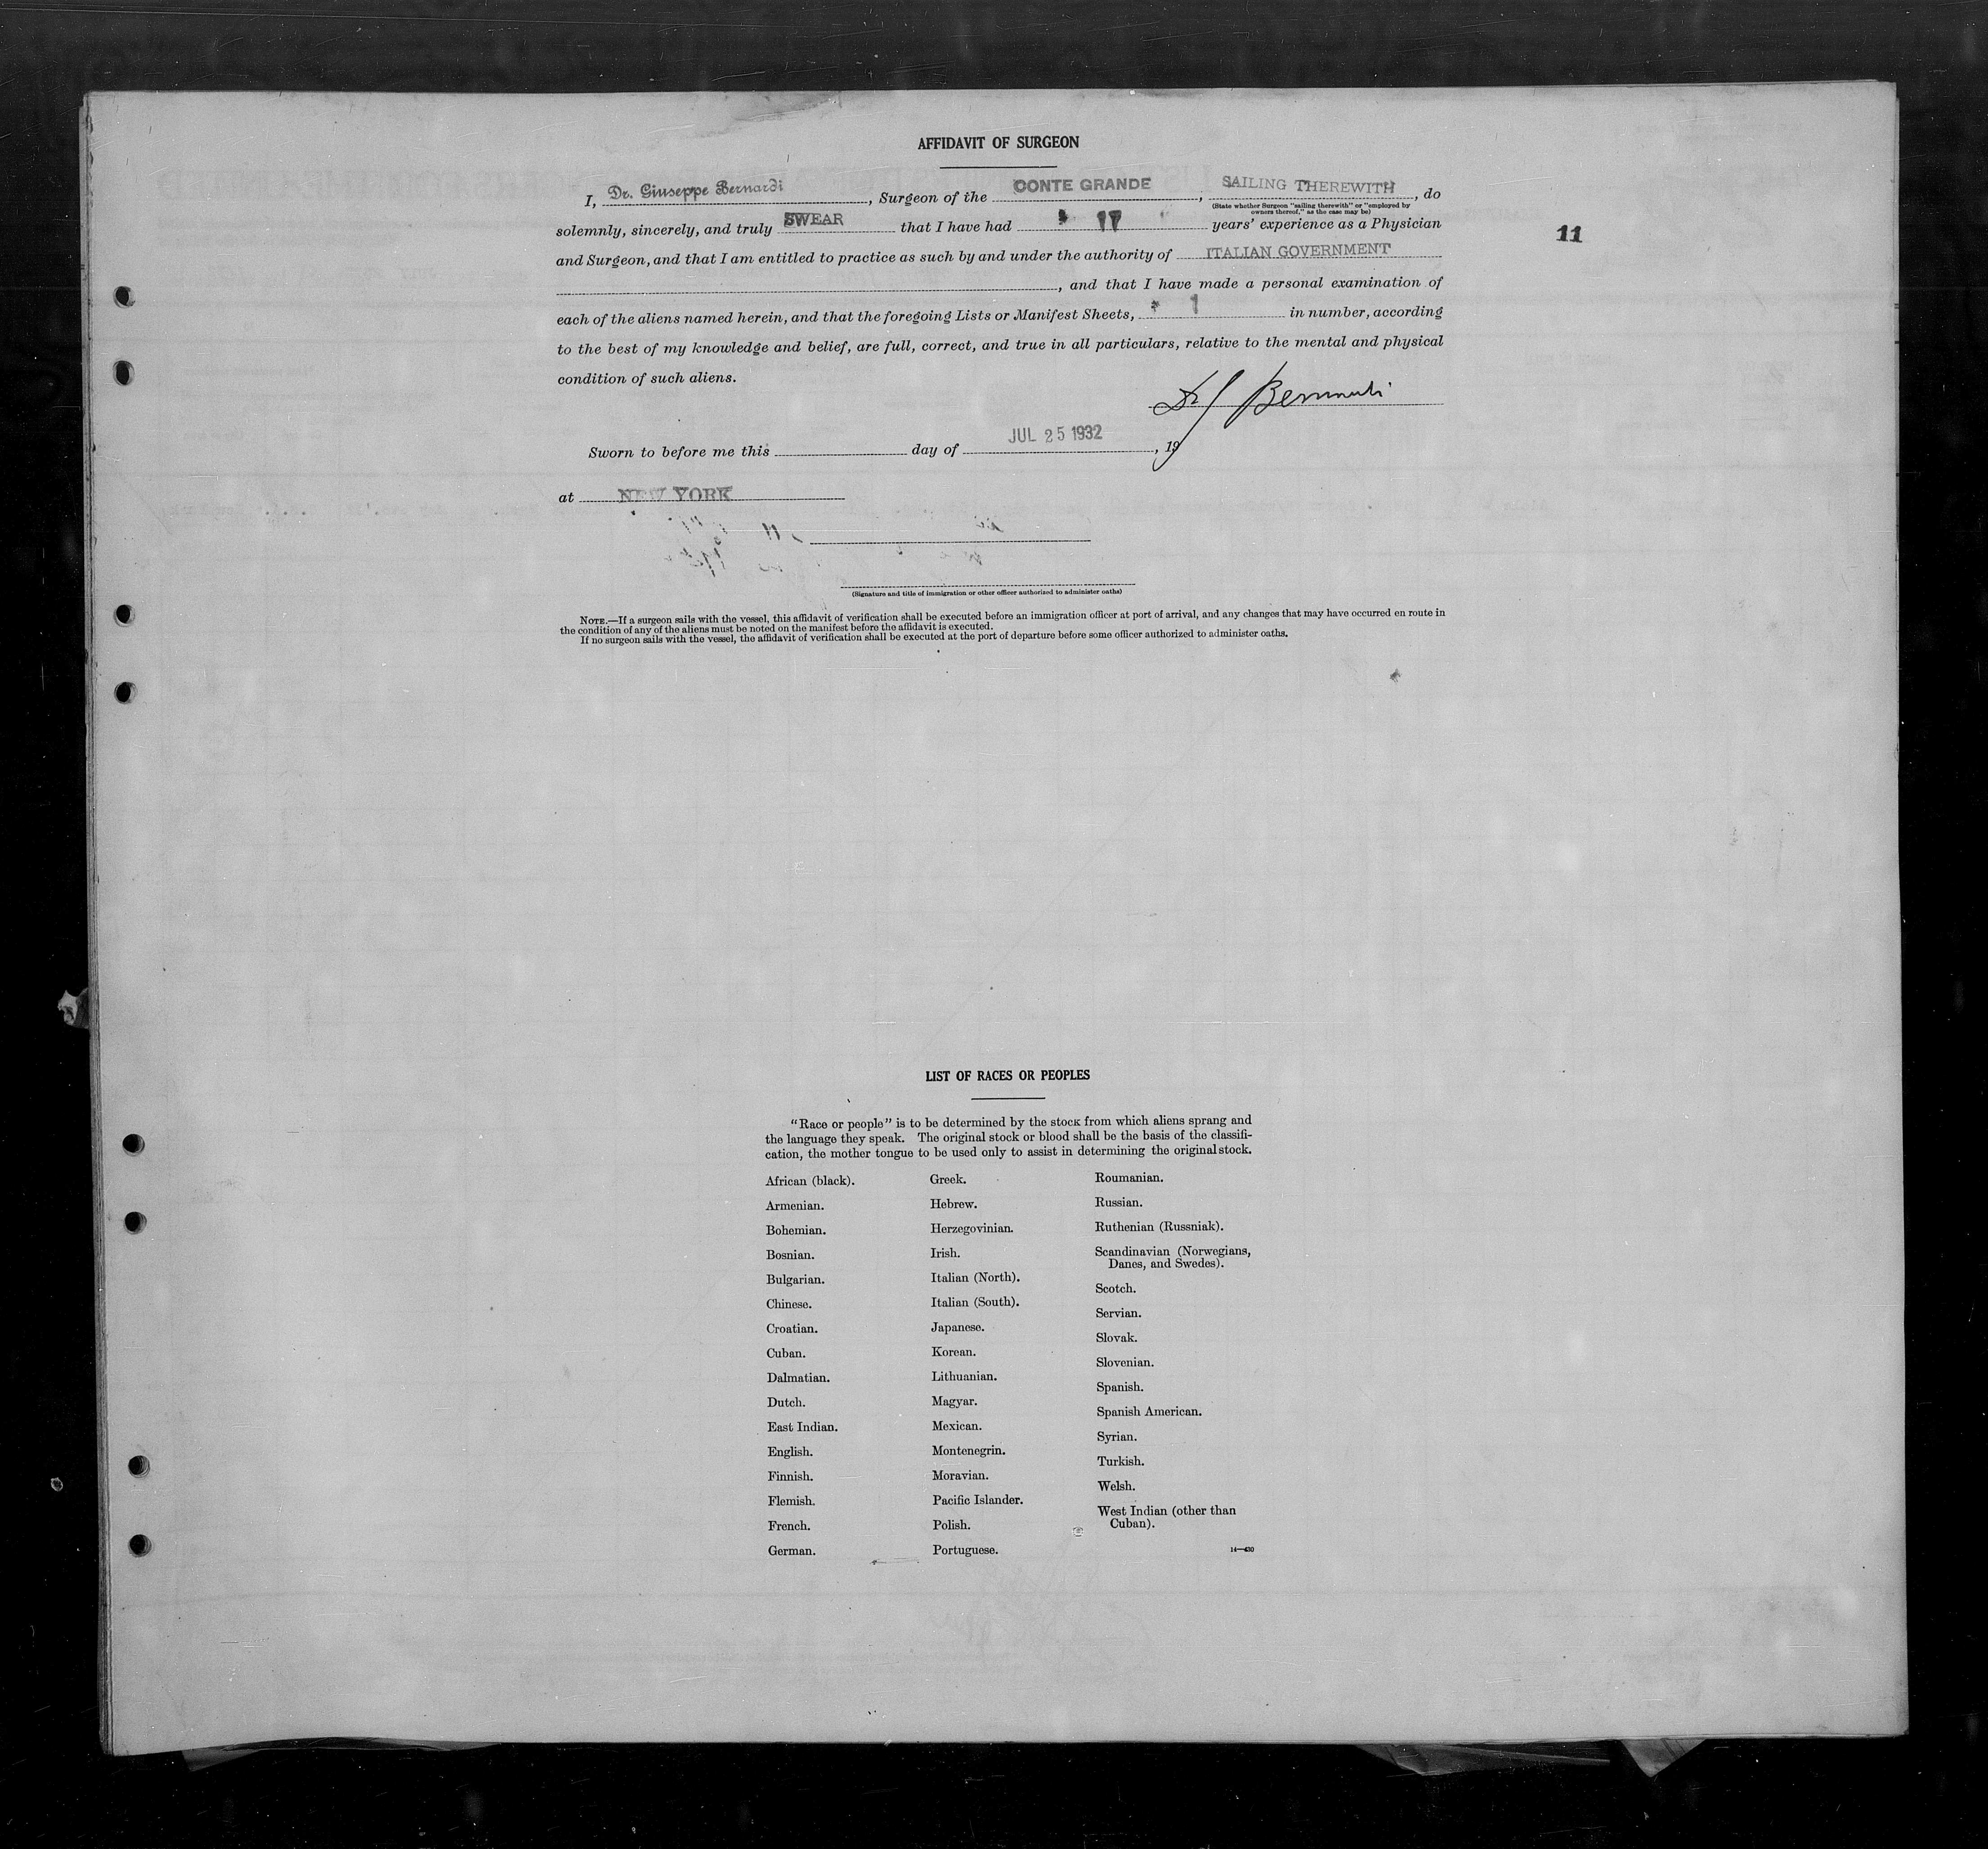 AFFIDAVIT OF SURGEON
I, Dr. Giuseppe Bernardi, Surgeon of the CONTE GRANDE, SAILING THEREWITH, do
(State whether Surgeon "sailing therewith" or "employed by
owners thereof," as the case may be)
solemnly, sincerely, and truly SWEAR that I have had 17 years' experience as a Physician
11
and Surgeon, and that I am entitled to practice as such by and under the authority of ITALIAN GOVERNMENT
, and that I have made a personal examination of
each of the aliens named herein, and that the foregoing Lists or Manifest Sheets, 1 in number, according
to the best of my knowledge and belief, are full, correct, and true in all particulars, relative to the mental and physical
condition of such aliens.
Dr G Bernardi
Sworn to before me this day of JUL 25 1932, 19
at NEW YORK
(Signature and title of immigration or other officer authorized to administer oaths)
NOTE.—If a surgeon sails with the vessel, this affidavit of verification shall be executed before an immigration officer at port of arrival, and any changes that may have occurred en route in
the condition of any of the aliens must be noted on the manifest before the affidavit is executed.
If no surgeon sails with the vessel, the affidavit of verification shall be executed at the port of departure before some officer authorized to administer oaths.
LIST OF RACES OR PEOPLES
"Race or people" is to be determined by the stock from which aliens sprang and
the language they speak. The original stock or blood shall be the basis of the classifi-
cation, the mother tongue to be used only to assist in determining the original stock.
African (black).
Armenian.
Bohemian.
Bosnian.
Bulgarian.
Chinese.
Croatian.
Cuban.
Dalmatian.
Dutch.
East Indian.
English.
Finnish.
Flemish.
French.
German.
Greek.
Hebrew.
Herzegovinian.
Irish.
Italian (North).
Italian (South).
Japanese.
Korean.
Lithuanian.
Magyar.
Mexican.
Montenegrin.
Moravian.
Pacific Islander.
Polish.
Portuguese.
Roumanian.
Russian.
Ruthenian (Russniak).
Scandinavian (Norwegians,
Danes, and Swedes).
Scotch.
Servian.
Slovak.
Slovenian.
Spanish.
Spanish American.
Syrian.
Turkish.
Welsh.
West Indian (other than
Cuban).
14—430